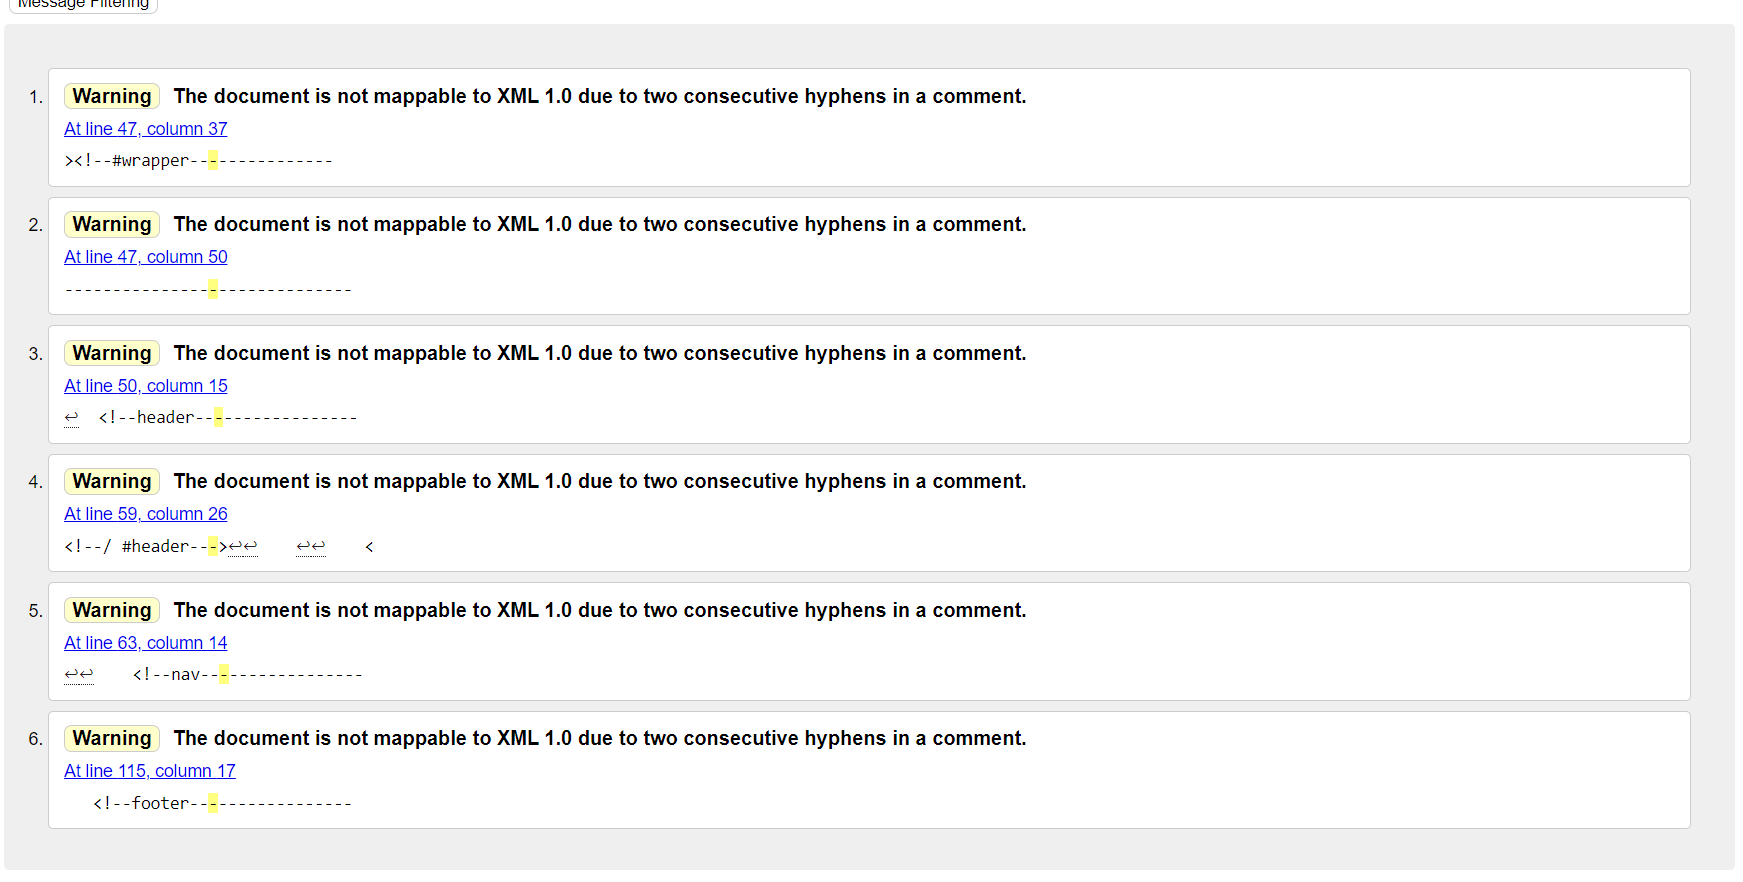 Message Filtering
1. Warning The document is not mappable to XML 1.0 due to two consecutive hyphens in a comment.
At line 47, column 37
><!--#wrapper---------------
2. Warning The document is not mappable to XML 1.0 due to two consecutive hyphens in a comment.
At line 47, column 50
------------------------------
3. Warning The document is not mappable to XML 1.0 due to two consecutive hyphens in a comment.
At line 50, column 15
↩  <!--header-----------------
4. Warning The document is not mappable to XML 1.0 due to two consecutive hyphens in a comment.
At line 59, column 26
<!--/ #header--->↩↩    ↩↩    <
5. Warning The document is not mappable to XML 1.0 due to two consecutive hyphens in a comment.
At line 63, column 14
↩↩    <!--nav-----------------
6. Warning The document is not mappable to XML 1.0 due to two consecutive hyphens in a comment.
At line 115, column 17
<!--footer-----------------